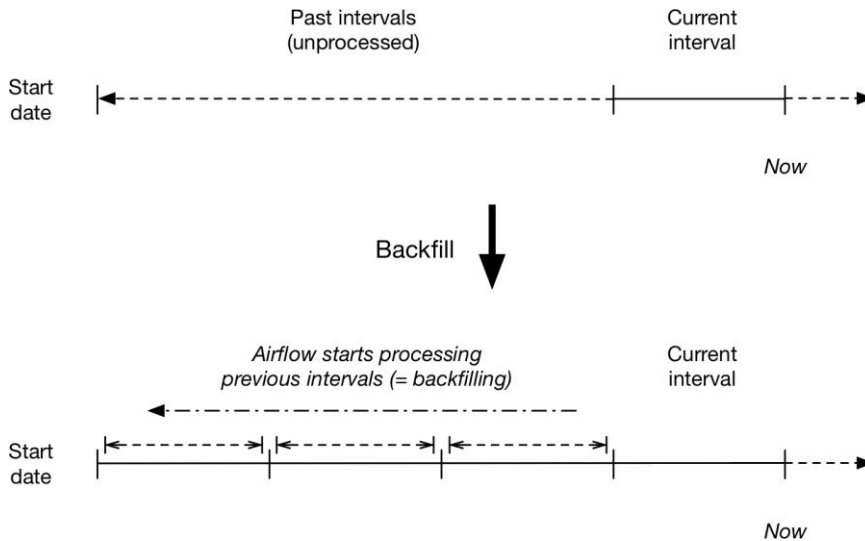 Past intervals
(unprocessed)
Current
interval
Start
date
Now
Backfill
Airflow starts processing
previous intervals (= backfilling)
Current
interval
Start
date
Now